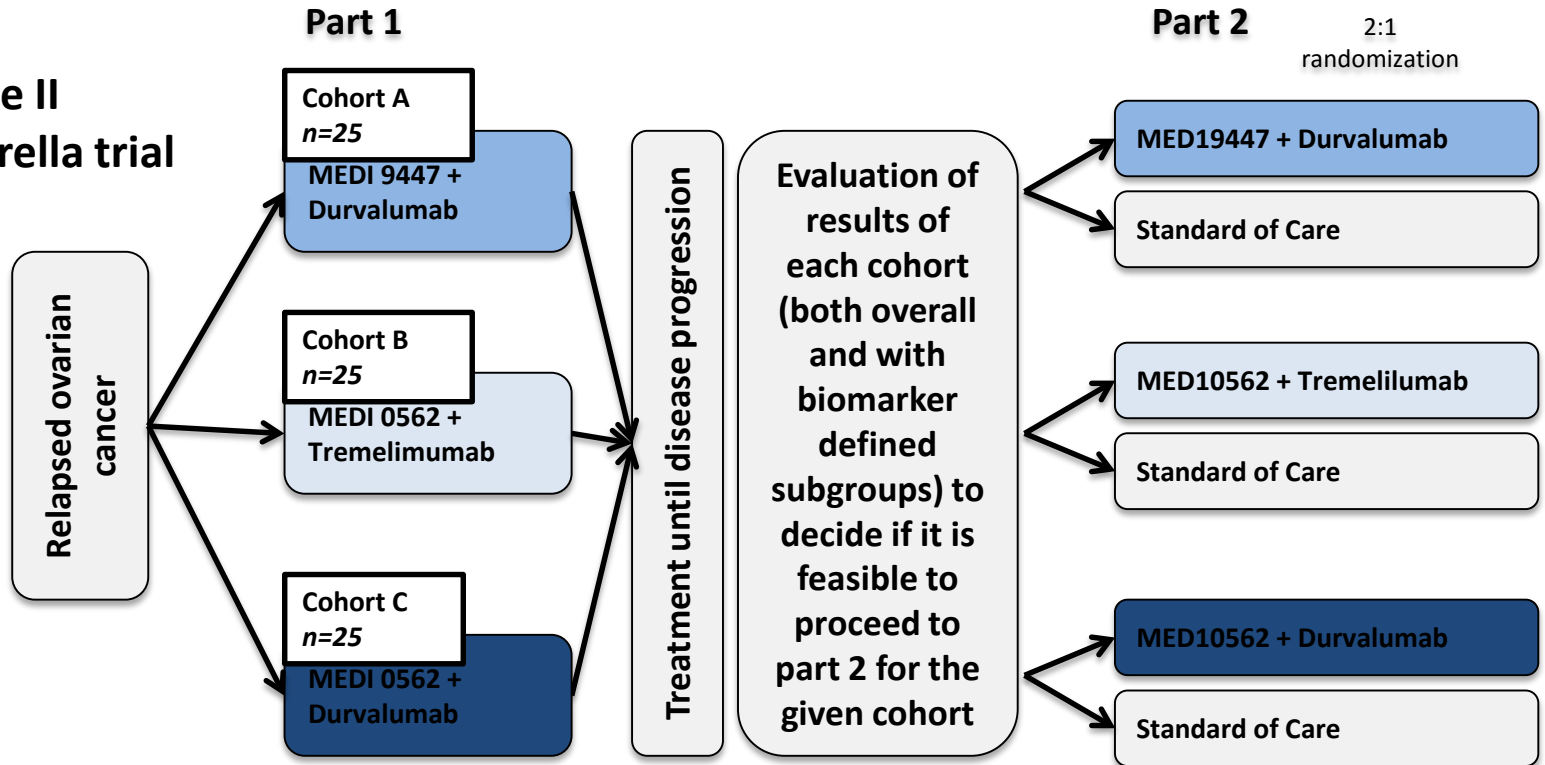 Part 1
Part 2
2:1
randomization
e II
rella trial
Relapsed ovarian
cancer
Cohort A
n=25
MEDI 9447 +
Durvalumab
Cohort B
n=25
MEDI 0562 +
Tremelimumab
Cohort C
n=25
MEDI 0562 +
Durvalumab
Treatment until disease progression
Evaluation of
results of
each cohort
(both overall
and with
biomarker
defined
subgroups) to
decide if it is
feasible to
proceed to
part 2 for the
given cohort
MED19447 + Durvalumab
Standard of Care
MED10562 + Tremelilumab
Standard of Care
MED10562 + Durvalumab
Standard of Care